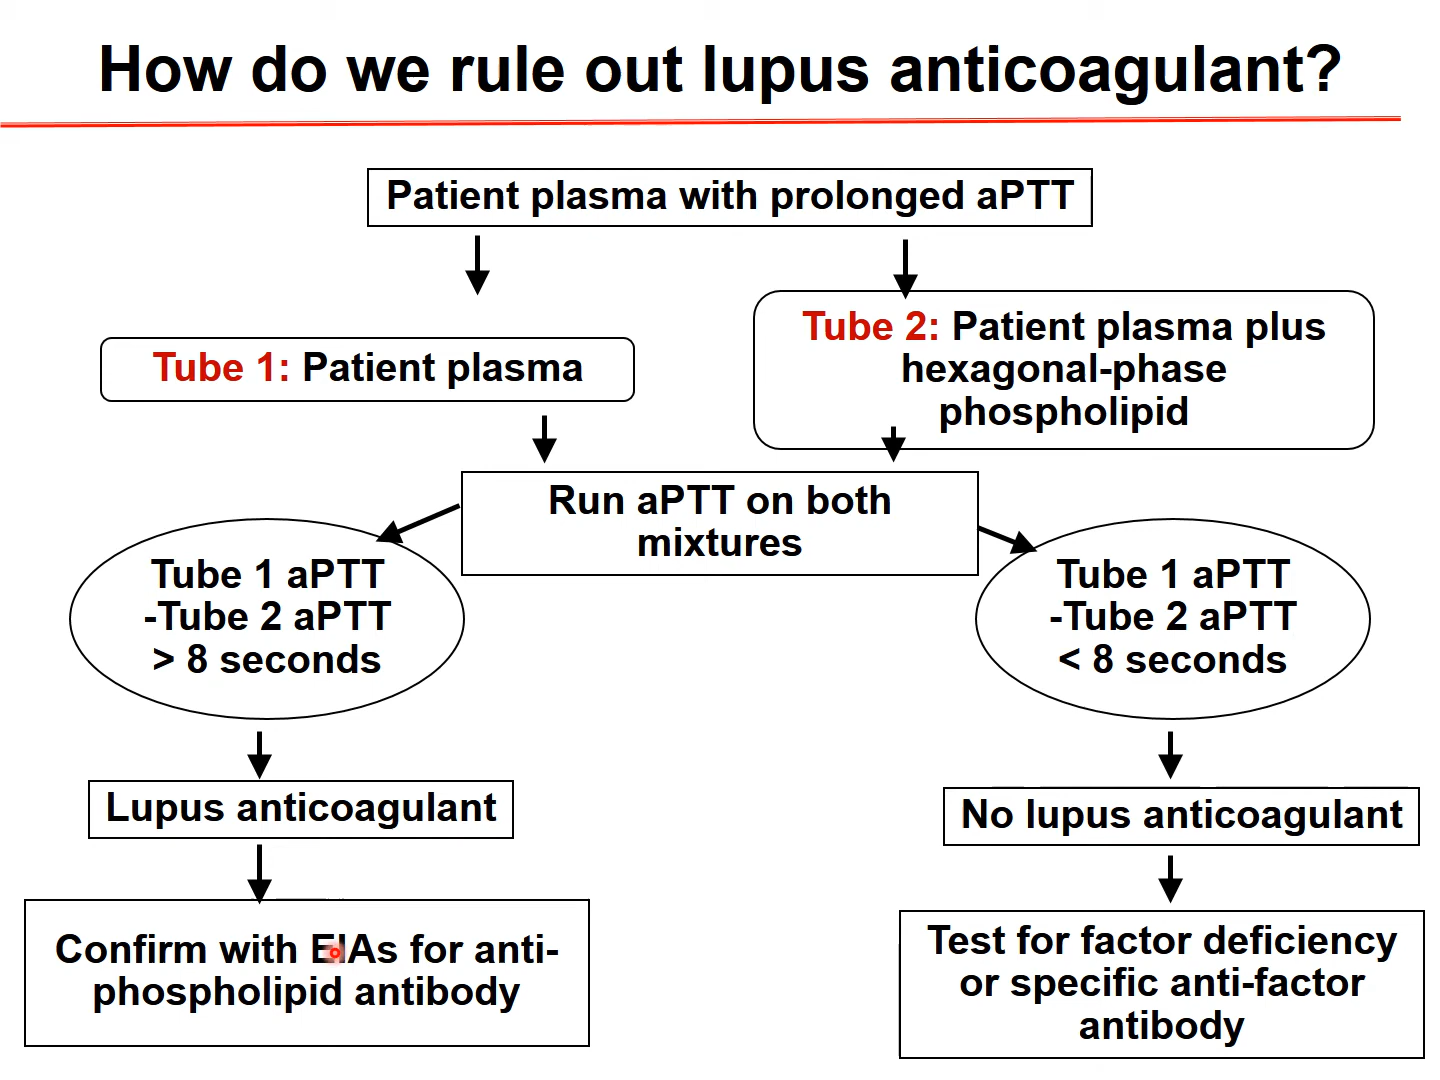 How do we rule out lupus anticoagulant?
Patient plasma with prolonged aPTT
Tube 1: Patient plasma
Tube 2: Patient plasma plus
hexagonal-phase
phospholipid
Run aPTT on both
mixtures
Tube 1 aPTT
-Tube 2 aPTT
> 8 seconds
Tube 1 aPTT
-Tube 2 aPTT
< 8 seconds
Lupus anticoagulant
No lupus anticoagulant
Confirm with EIAs for anti-
phospholipid antibody
Test for factor deficiency
or specific anti-factor
antibody